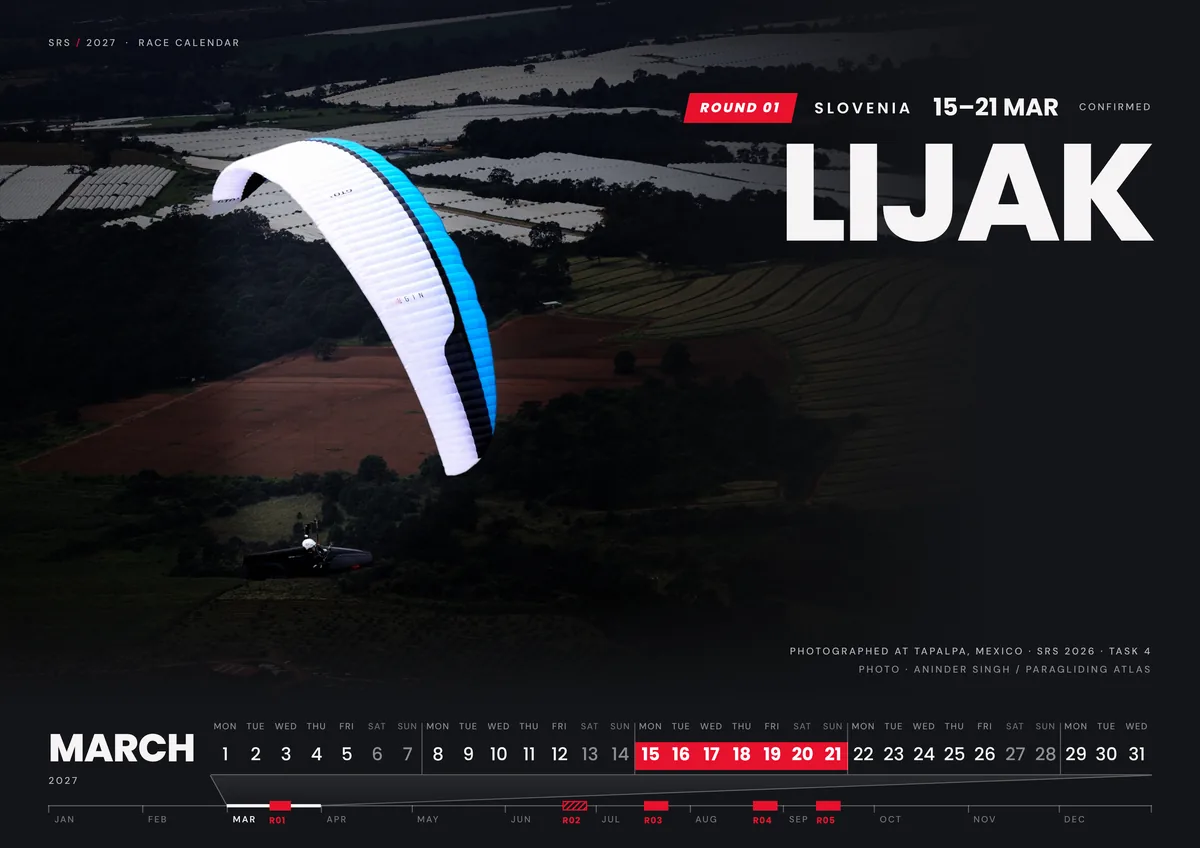 SRS / 2027 · RACE CALENDAR
ROUND 01 SLOVENIA 15–21 MAR CONFIRMED
LIJAK
PHOTOGRAPHED AT TAPALPA, MEXICO · SRS 2026 · TASK 4
PHOTO · ANINDER SINGH / PARAGLIDING ATLAS
MON TUE WED THU FRI SAT SUN MON TUE WED THU FRI SAT SUN MON TUE WED THU FRI SAT SUN MON TUE WED THU FRI SAT SUN MON TUE WED
MARCH 1 2 3 4 5 6 7 8 9 10 11 12 13 14 15 16 17 18 19 20 21 22 23 24 25 26 27 28 29 30 31
2027
JAN FEB MAR R01 APR MAY JUN R02 JUL R03 AUG R04 SEP R05 OCT NOV DEC